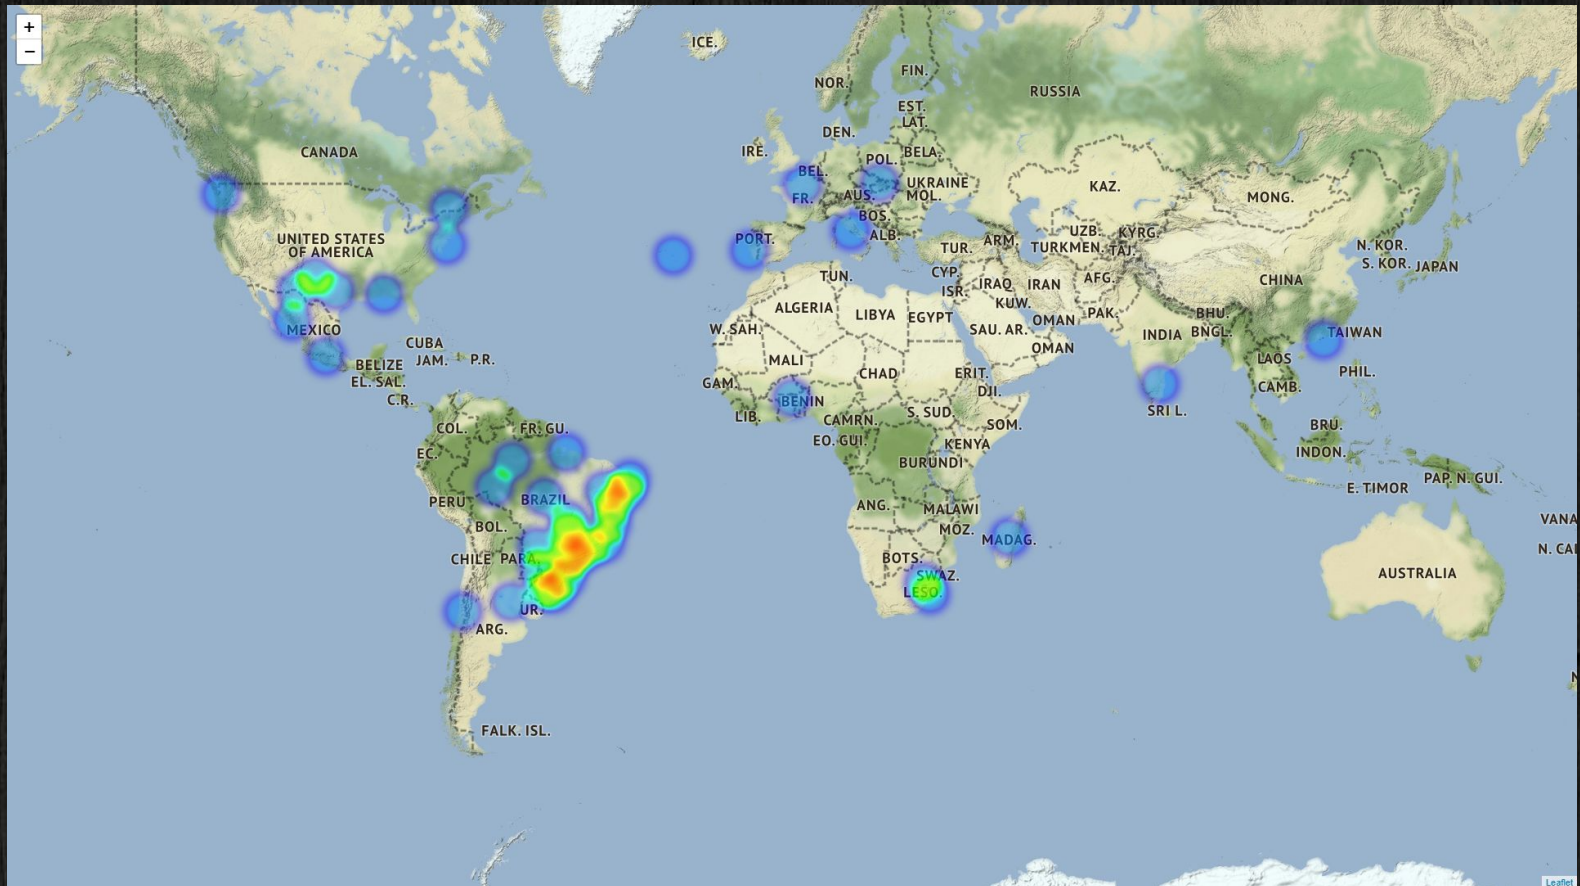 +
−
ICE.
NOR.
FIN.
RUSSIA
EST.
LAT.
DEN.
IRE.
CANADA
BELA.
POL.
BEL.
UKRAINE
KAZ.
FR.
AUS.
MOL.
MONG.
BOS.
UNITED STATES
OF AMERICA
PORT.
ALB.
TUR.
ARM.
UZB.
KYRG.
TURKMEN.
TAJ.
N. KOR.
S. KOR.
JAPAN
TUN.
CYP.
ISR.
IRAQ
IRAN
AFG.
CHINA
ALGERIA
LIBYA
EGYPT
KUW.
PAK.
BHU.
W. SAH.
SAU. AR.
OMAN
OMAN
INDIA
BNGL.
TAIWAN
MEXICO
CUBA
JAM.
P.R.
BELIZE
EL. SAL.
C.R.
MALI
CHAD
ERIT.
DJI.
LAOS
CAMB.
PHIL.
GAM.
BENIN
LIB.
CAMRN.
S. SUD.
SOM.
SRI L.
COL.
FR. GU.
EO. GUI.
KENYA
BRU.
EC.
BURUNDI
INDON.
PERU
BRAZIL
E. TIMOR
PAP. N. GUI.
ANG.
MALAWI
MOZ.
BOL.
MADAG.
VANA
CHILE
PARA.
BOTS.
N. CAL
SWAZ.
LESO.
AUSTRALIA
UR.
ARG.
N
FALK. ISL.
Leaflet